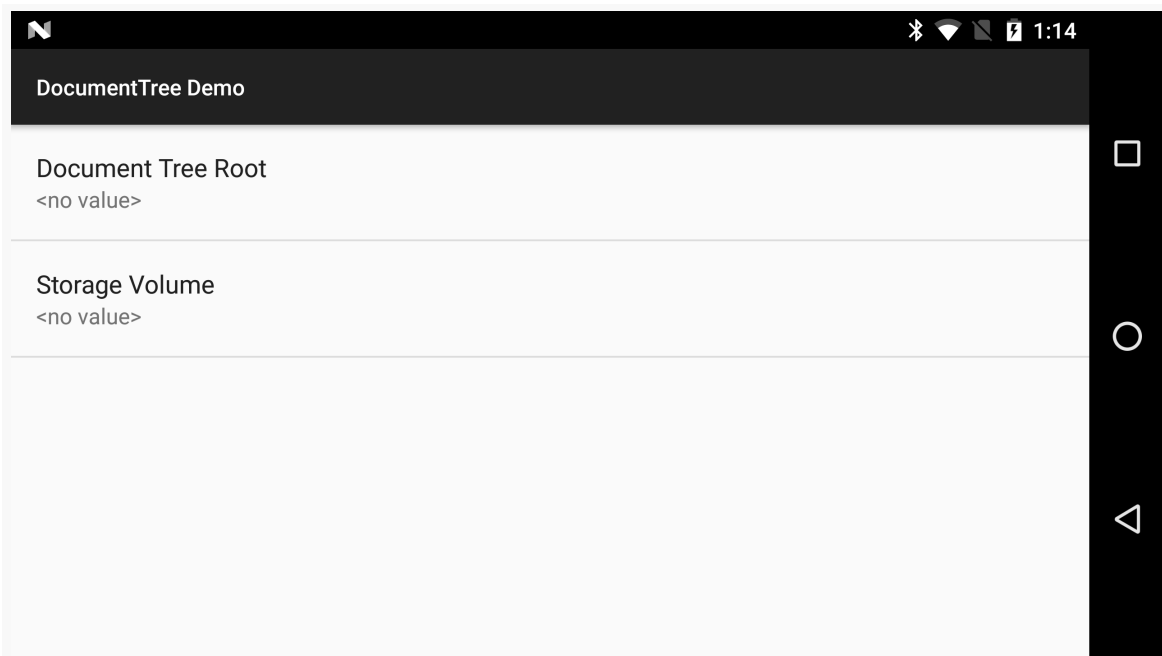 1:14
DocumentTree Demo
Document Tree Root
<no value>
Storage Volume
<no value>